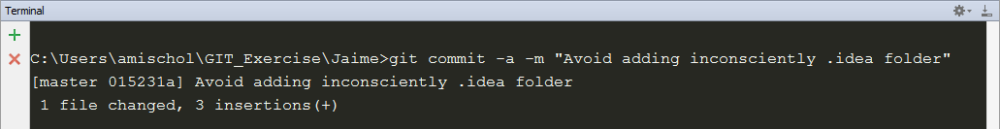 Terminal
C:\Users\amischol\GIT_Exercise\Jaime>git commit -a -m "Avoid adding inconsciently .idea folder"
[master 015231a] Avoid adding inconsciently .idea folder
1 file changed, 3 insertions(+)